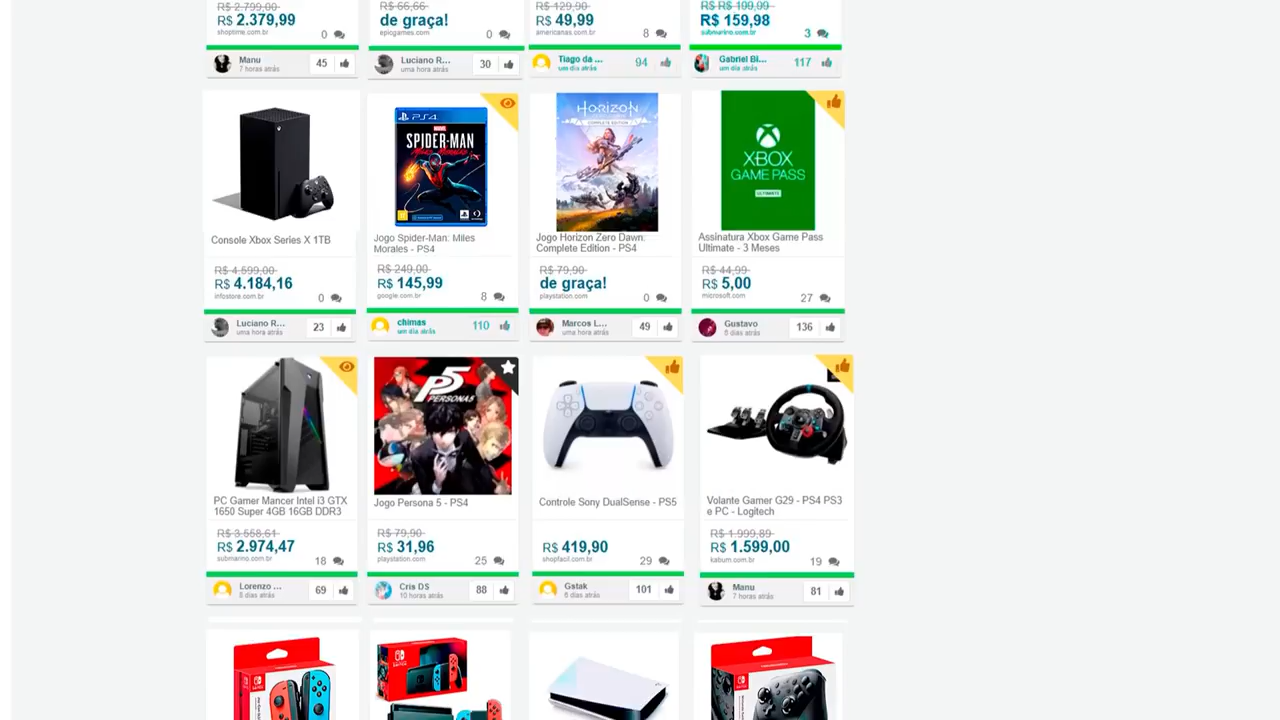 R$ 2.799,00
R$ 2.379,99
shoptime.com.br
0
Manu
7 horas atrás
45
R$ 66,66
de graça!
epicgames.com
0
Luciano R...
uma hora atrás
30
R$ 129,90
R$ 49,99
americanas.com.br
8
Tiago da ...
um dia atrás
94
R$ R$ 199,99
R$ 159,98
submarino.com.br
3
Gabriel Bi...
um dia atrás
117
Console Xbox Series X 1TB
R$ 4.599,00
R$ 4.184,16
infostore.com.br
0
Luciano R...
uma hora atrás
23
PS4
MARVEL
SPIDER-MAN
Miles Morales
Jogo Spider-Man: Miles
Morales - PS4
R$ 249,00
R$ 145,99
google.com.br
8
chimas
um dia atrás
110
HORIZON
COMPLETE EDITION
Jogo Horizon Zero Dawn:
Complete Edition - PS4
R$ 79,90
de graça!
playstation.com
0
Marcos L...
uma hora atrás
49
XBOX
GAME PASS
ULTIMATE
Assinatura Xbox Game Pass
Ultimate - 3 Meses
R$ 44,99
R$ 5,00
microsoft.com
27
Gustavo
136
PC Gamer Mancer Intel i3 GTX
1650 Super 4GB 16GB DDR3
R$ 3.558,61
R$ 2.974,47
submarino.com.br
18
Lorenzo ...
69
P5
PERSONA5
Jogo Persona 5 - PS4
R$ 79,90
R$ 31,96
playstation.com
25
Cris DS
10 horas atrás
88
Controle Sony DualSense - PS5
R$ 419,90
shopfacil.com.br
29
Gstak
6 dias atrás
101
Volante Gamer G29 - PS4 PS3
e PC - Logitech
R$ 1.999,89
R$ 1.599,00
kabum.com.br
19
Manu
7 horas atrás
81